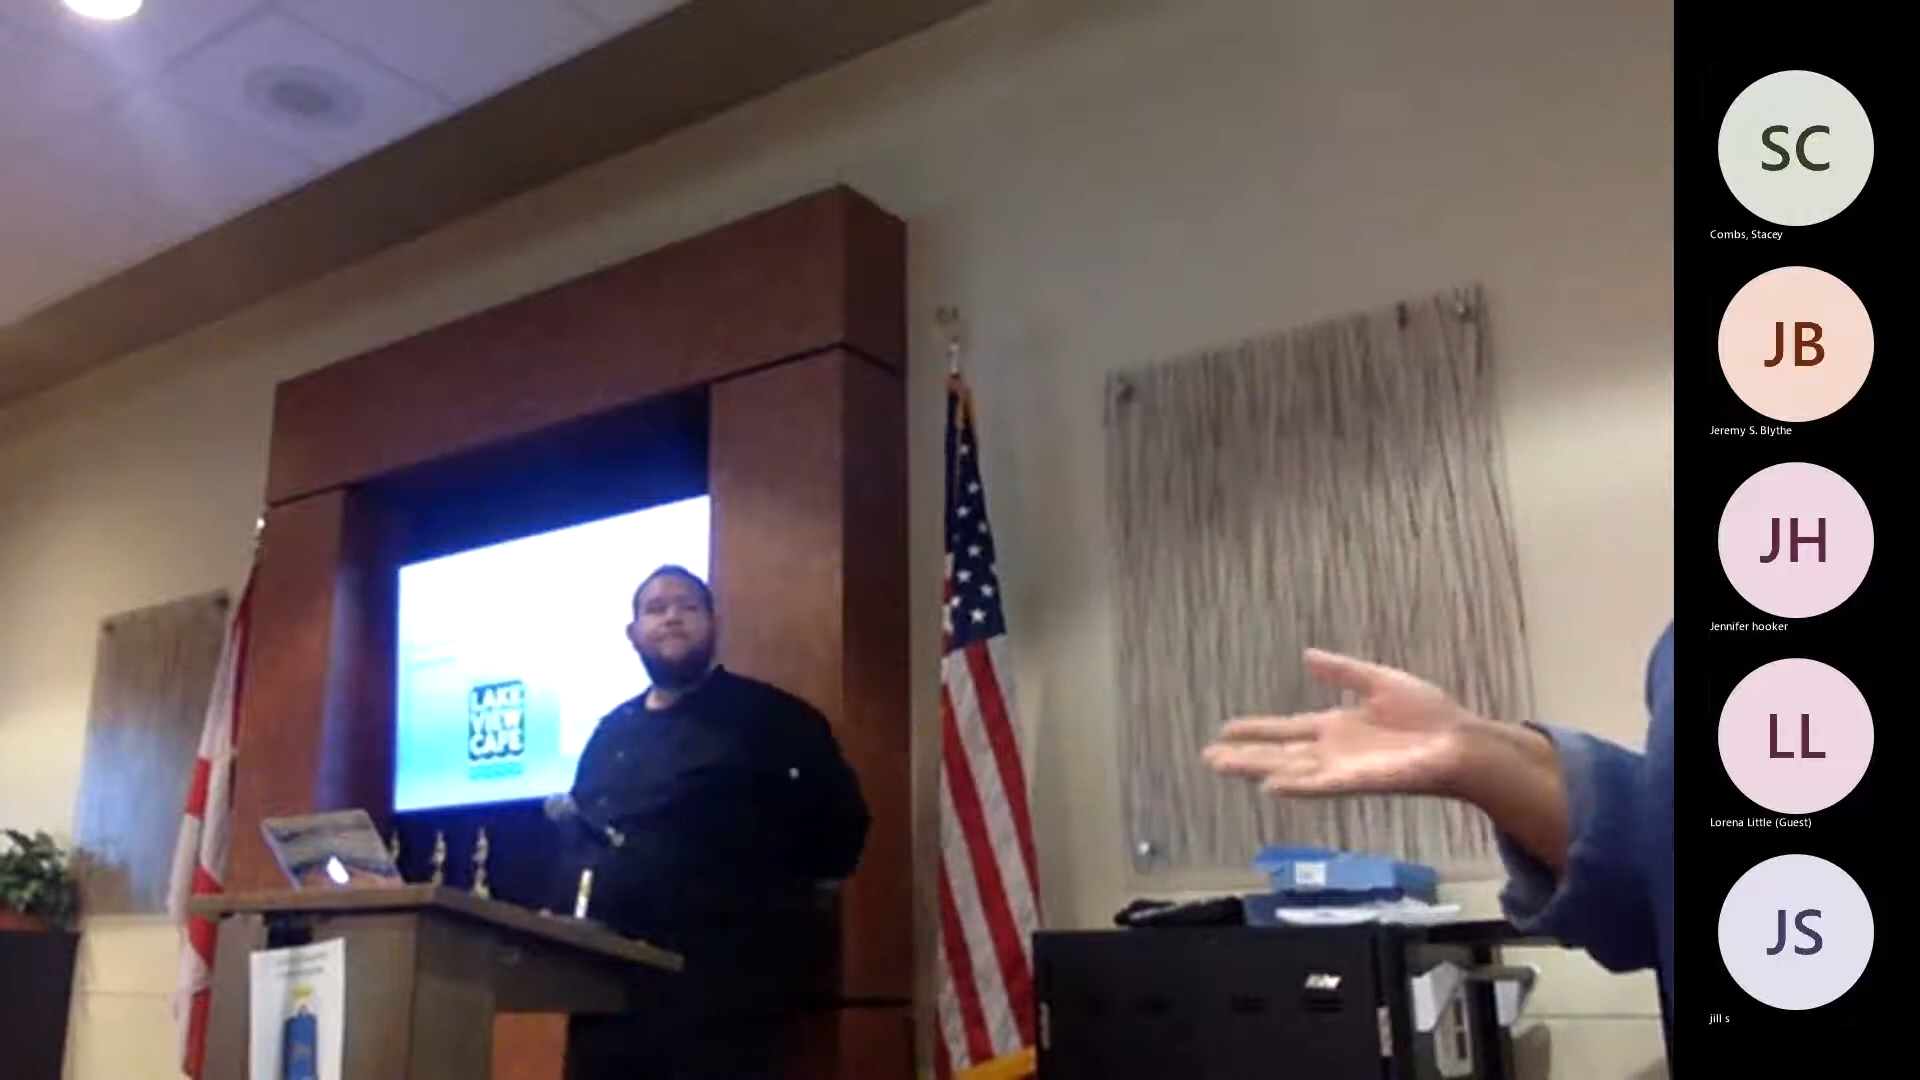 LAKE
VIEW
CAFE
SC
Combs, Stacey
JB
Jeremy S. Blythe
JH
Jennifer hooker
LL
Lorena Little (Guest)
JS
jill s